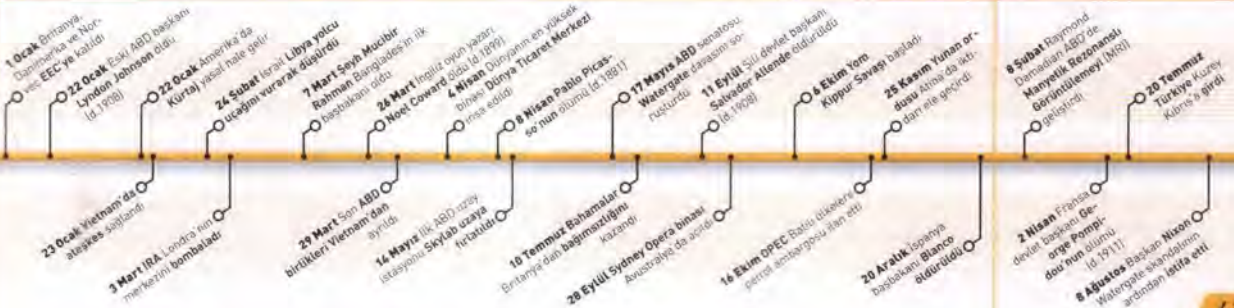 1 Ocak Britanya,
Danimerka ve Nor-
veç EEC'ye katıldı
22 Ocak Eski ABD başkanı
Lyndon Johnson öldü
(d.1908)
22 Ocak Amerika'da
Kürtaj yasal hale gelir
24 Şubat İsrail Libya yolcu
uçağını vurarak düşürdü
7 Mart Şeyh Mucibir
Rahman Bangladeş'in ilk
başbakanı oldu
26 Mart İngiliz oyun yazarı
Noel Coward öldü (d.1899)
4 Nisan Dünyanın en yüksek
binası Dünya Ticaret Merkezi
inşa edildi
8 Nisan Pablo Picas-
so'nun ölümü (d.1881)
17 Mayıs ABD senatosu,
Watergate davasını so-
ruşturdu
11 Eylül Şili devlet başkanı
Salvador Allende öldürüldü
(d.1908)
6 Ekim Yom
Kippur Savaşı başladı
25 Kasım Yunan or-
dusu Atina'da ikti-
darı ele geçirdi
8 Şubat Raymond
Damadian ABD'de
Manyetik Rezonanslı
Görüntülemeyi (MRI)
geliştirdi
20 Temmuz
Türkiye Kuzey
Kıbrıs'a girdi
23 Ocak Vietnam'da
ateşkes sağlandı
3 Mart IRA Londra'nın
merkezini bombaladı
29 Mart Son ABD
birlikleri Vietnam'dan
ayrıldı
14 Mayıs İlk ABD uzay
istasyonu Skylab uzaya
fırlatıldı
10 Temmuz Bahamalar
Britanya'dan bağımsızlığını
kazandı
28 Eylül Sydney Opera binası
Avustralya'da açıldı
16 Ekim OPEC Batılı ülkelere
petrol ambargosu ilan etti
20 Aralık İspanya
başbakanı Blanco
öldürüldü
2 Nisan Fransa
devlet başkanı Ge-
orge Pompi-
dou'nun ölümü
(d.1911)
8 Ağustos Başkan Nixon
Watergate skandalının
ardından istifa etti